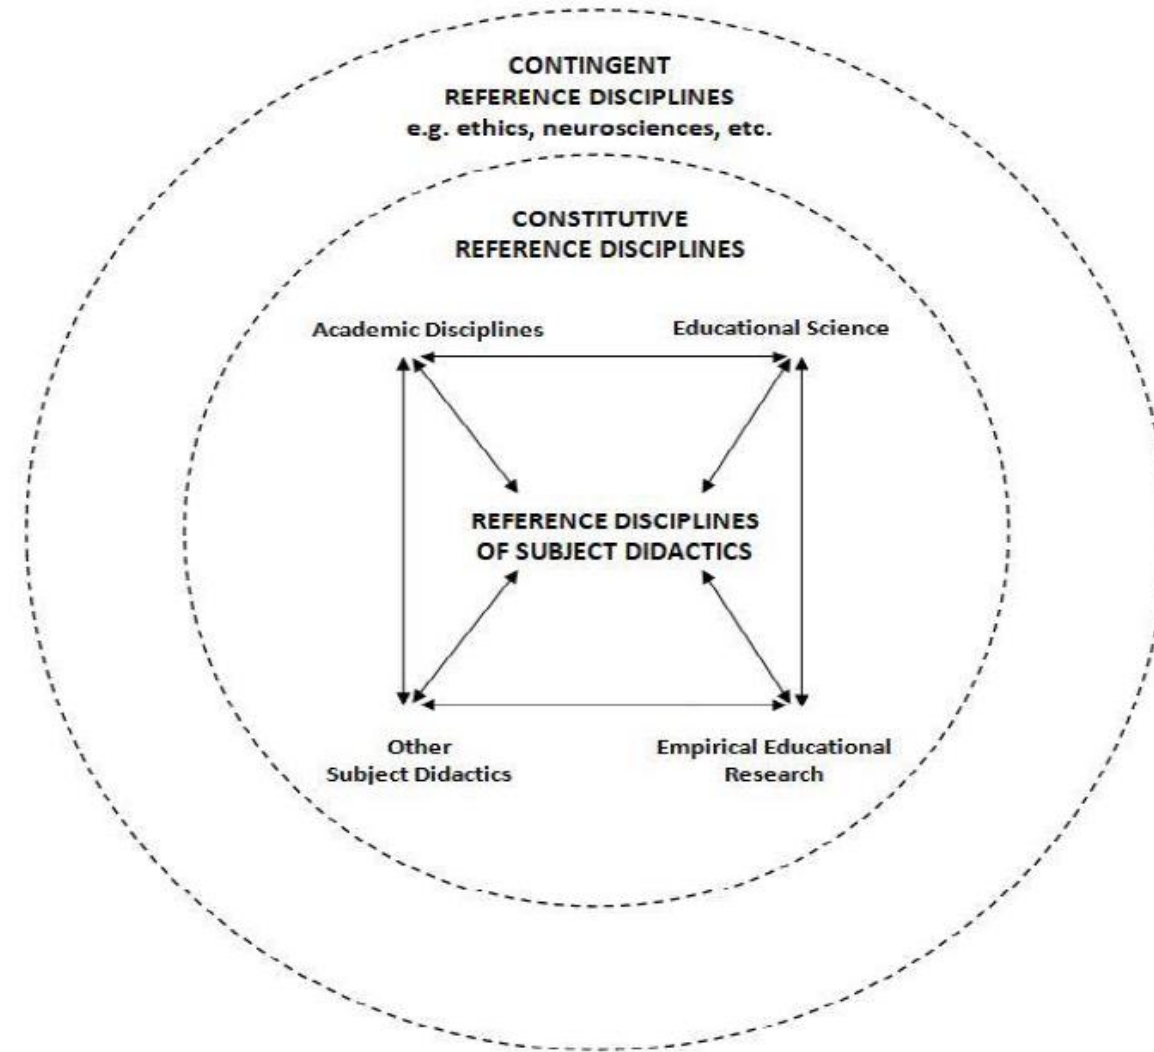 CONTINGENT
REFERENCE DISCIPLINES
e.g. ethics, neurosciences, etc.
CONSTITUTIVE
REFERENCE DISCIPLINES
Academic Disciplines
Educational Science
REFERENCE DISCIPLINES
OF SUBJECT DIDACTICS
Other
Subject Didactics
Empirical Educational
Research